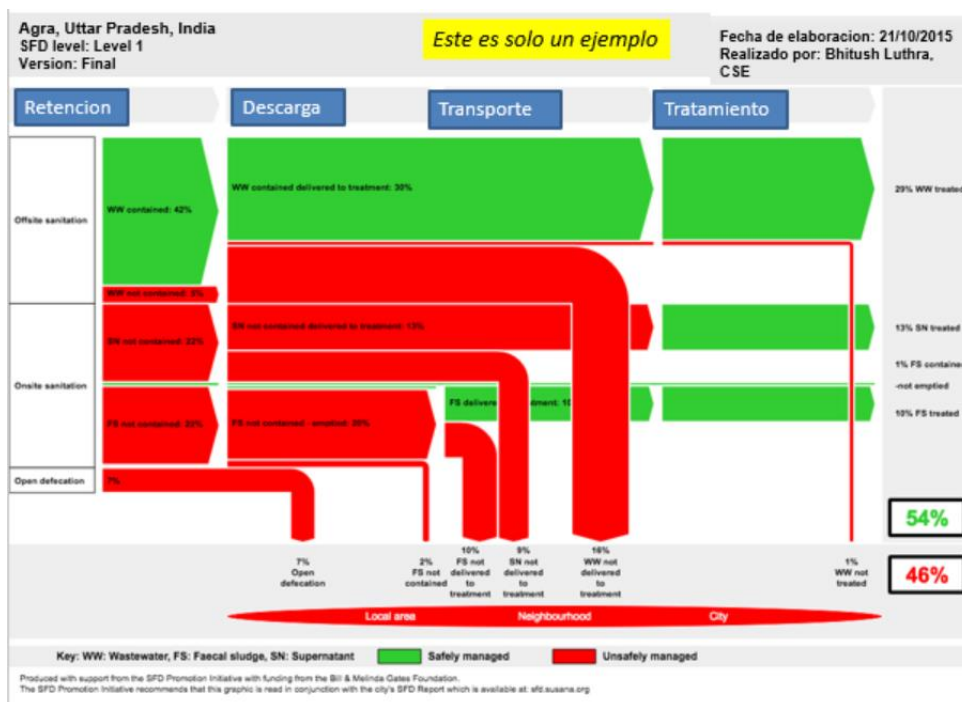 Agra, Uttar Pradesh, India
SFD level: Level 1
Version: Final
Este es solo un ejemplo
Fecha de elaboracion: 21/10/2015
Realizado por: Bhitush Luthra,
CSE
Retencion
Descarga
Transporte
Tratamiento
Offsite sanitation
WW contained: 42%
WW contained delivered to treatment: 30%
29% WW treated
WW not contained:
SN not contained delivered to treatment: 13%
13% SN treated
SN not contained: 22%
1% FS contained
-not emptied
Onsite sanitation
FS not contained: 22%
FS not contained - emptied: 20%
FS deliver
tment: 10
10% FS treated
Open defecation
7%
54%
46%
7%
Open
defecation
2%
FS not
contained
10%
FS not
delivered
to
treatment
9%
SN not
delivered
to
treatment
16%
WW not
delivered
to
treatment
1%
WW not
treated
Local area
Neighbourhood
City
Key: WW: Wastewater, FS: Faecal sludge, SN: Supernatant
Safely managed
Unsafely managed
Produced with support from the SFD Promotion Initiative with funding from the Bill & Melinda Gates Foundation.
The SFD Promotion Initiative recommends that this graphic is read in conjunction with the city's SFD Report which is available at: sfd.susana.org